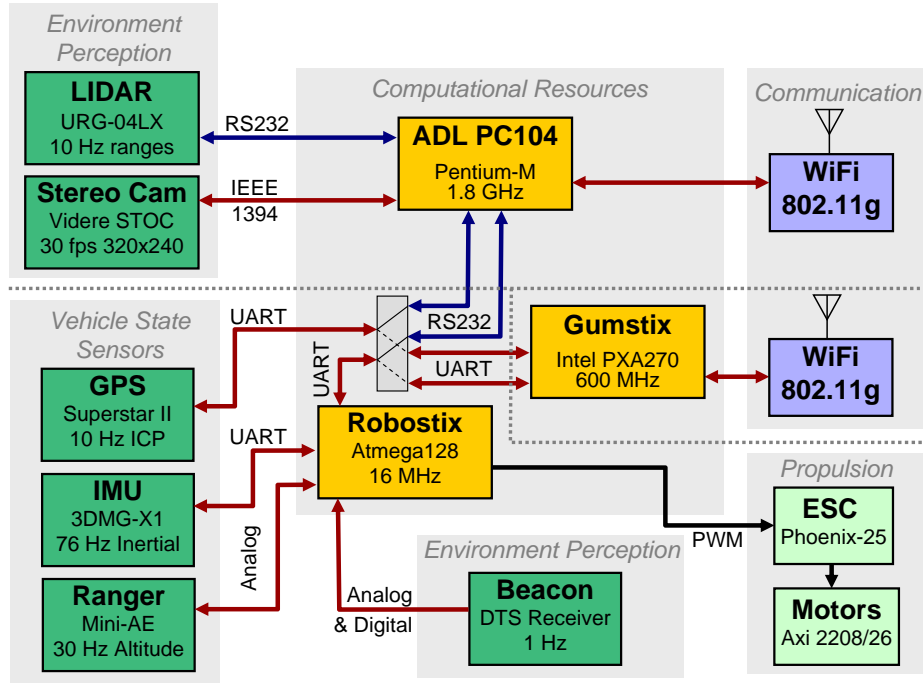 Environment
Perception
LIDAR
URG-04LX
10 Hz ranges
Stereo Cam
Videre STOC
30 fps 320x240
RS232
IEEE
1394
Computational Resources
ADL PC104
Pentium-M
1.8 GHz
Communication
WiFi
802.11g
Vehicle State
Sensors
GPS
Superstar II
10 Hz ICP
IMU
3DMG-X1
76 Hz Inertial
Ranger
Mini-AE
30 Hz Altitude
UART
UART
Analog
UART
RS232
UART
Gumstix
Intel PXA270
600 MHz
WiFi
802.11g
Robostix
Atmega128
16 MHz
PWM
Propulsion
ESC
Phoenix-25
Motors
Axi 2208/26
Environment Perception
Analog
& Digital
Beacon
DTS Receiver
1 Hz